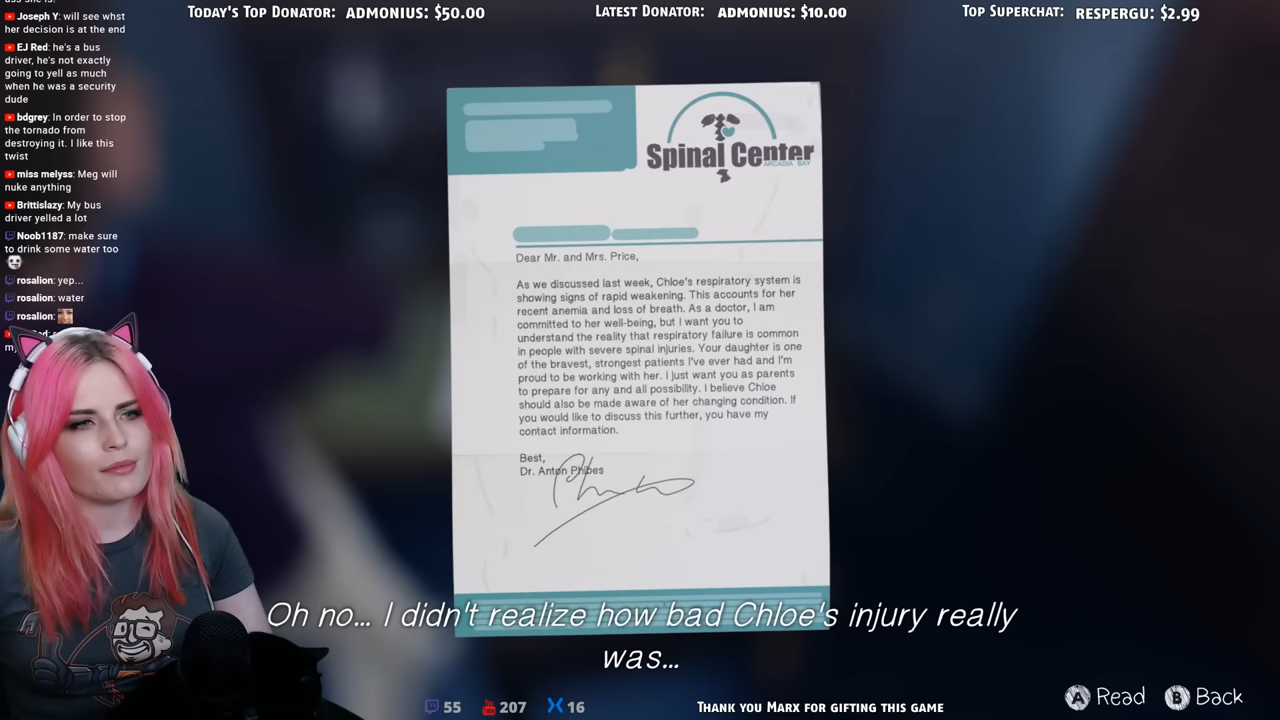 Today's Top Donator: ADMONIUS: $50.00
Latest Donator: ADMONIUS: $10.00
Top Superchat: RESPERGU: $2.99
Joseph Y: will see whst
her decision is at the end
EJ Red: he's a bus
driver, he's not exactly
going to yell as much
when he was a security
dude
bdgrey: In order to stop
the tornado from
destroying it. I like this
twist
miss melyss: Meg will
nuke anything
Brittislazy: My bus
driver yelled a lot
Noob1187: make sure
to drink some water too
rosalion: yep...
rosalion: water
rosalion:
Spinal Center
ARCADIA BAY
Dear Mr. and Mrs. Price,
As we discussed last week, Chloe's respiratory system is
showing signs of rapid weakening. This accounts for her
recent anemia and loss of breath. As a doctor, I am
committed to her well-being, but I want you to
understand the reality that respiratory failure is common
in people with severe spinal injuries. Your daughter is one
of the bravest, strongest patients I've ever had and I'm
proud to be working with her. I just want you as parents
to prepare for any and all possibility. I believe Chloe
should also be made aware of her changing condition. If
you would like to discuss this further, you have my
contact information.
Best,
Dr. Anton Phibes
Oh no... I didn't realize how bad Chloe's injury really
was...
55
207
16
Thank you Marx for gifting this game
A Read
B Back